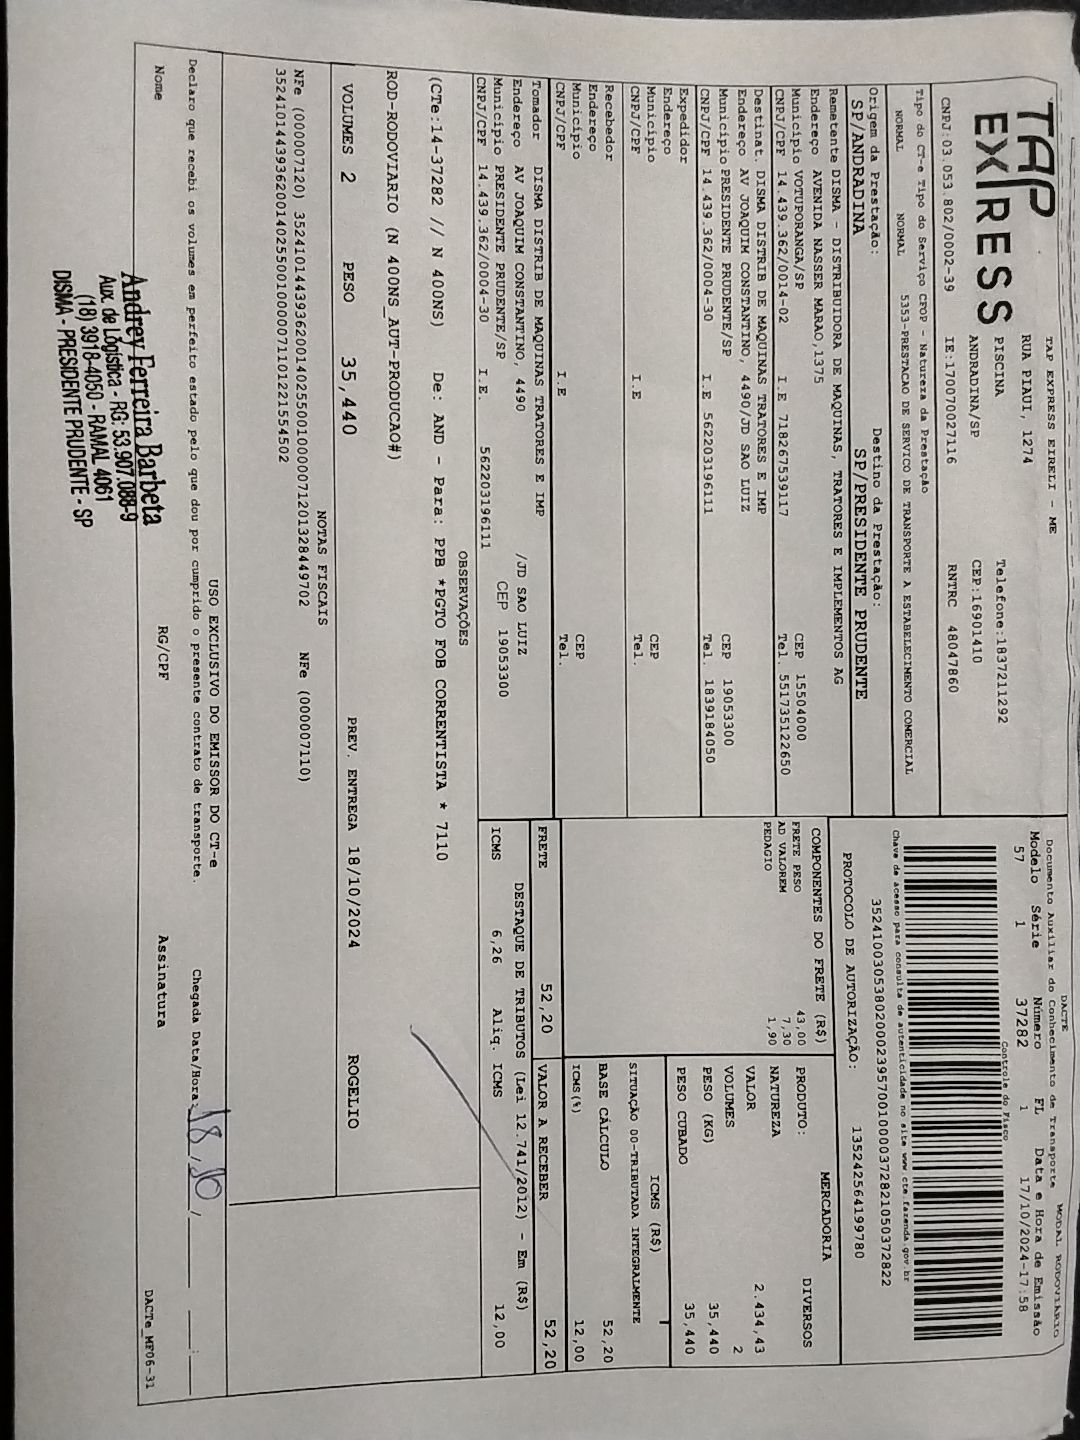 TAP
EXPRESS
TAP EXPRESS EIRELI - ME
RUA PIAUI, 1274
PISCINA
Telefone:1837211292
ANDRADINA/SP
CEP:16901410
CNPJ:03.053.802/0002-39
IE:170070027116
RNTRC 48047860
Tipo do CT-e Tipo do Serviço CFOP - Natureza da Prestação
NORMAL NORMAL 5353-PRESTACAO DE SERVICO DE TRANSPORTE A ESTABELECIMENTO COMERCIAL
Origem da Prestação: Destino da Prestação:
SP/ANDRADINA SP/PRESIDENTE PRUDENTE
Remetente DISMA - DISTRIBUIDORA DE MAQUINAS, TRATORES E IMPLEMENTOS AG
Endereço AVENIDA NASSER MARAO,1375
Município VOTUPORANGA/SP CEP 15504000
CNPJ/CPF 14.439.362/0014-02 I.E 718267539117 Tel. 551735122650
Destinat. DISMA DISTRIB DE MAQUINAS TRATORES E IMP
Endereço AV JOAQUIM CONSTANTINO, 4490/JD SAO LUIZ
Município PRESIDENTE PRUDENTE/SP CEP 19053300
CNPJ/CPF 14.439.362/0004-30 I.E 562203196111 Tel. 1839184050
Expedidor
Endereço
Município CEP
CNPJ/CPF I.E Tel.
Recebedor
Endereço
Município CEP
CNPJ/CPF I.E Tel.
Tomador DISMA DISTRIB DE MAQUINAS TRATORES E IMP
Endereço AV JOAQUIM CONSTANTINO, 4490 /JD SAO LUIZ
Município PRESIDENTE PRUDENTE/SP CEP 19053300
CNPJ/CPF 14.439.362/0004-30 I.E. 562203196111
DACTE
Documento Auxiliar do Conhecimento de Transporte MODAL RODOVIÁRIO
Modelo Série Número FL Data e Hora de Emissão
57 1 37282 1 17/10/2024-17:58
Controle do Fisco
Chave de acesso para consulta de autenticidade no site www.cte.fazenda.gov.br
35241003053802000239570010000372821050372822
PROTOCOLO DE AUTORIZAÇÃO: 135242564199780
COMPONENTES DO FRETE (R$)
FRETE PESO 43,00
AD VALOREM 7,30
PEDAGIO 1,90
MERCADORIA
PRODUTO: DIVERSOS
NATUREZA
VALOR 2.434,43
VOLUMES 2
PESO (KG) 35,440
PESO CUBADO 35,440
ICMS (R$)
SITUAÇÃO 00-TRIBUTADA INTEGRALMENTE
BASE CÁLCULO 52,20
ICMS(%) 12,00
FRETE 52,20
VALOR A RECEBER 52,20
DESTAQUE DE TRIBUTOS (Lei 12.741/2012) - Em (R$)
ICMS 6,26 Aliq. ICMS 12,00
OBSERVAÇÕES
(CTe:14-37282 // N 400NS) De: AND - Para: PPB *PGTO FOB CORRENTISTA * 7110
ROD-RODOVIARIO (N 400NS_AUT-PRODUCAO#)
VOLUMES 2 PESO 35,440 PREV. ENTREGA 18/10/2024 ROGELIO
NOTAS FISCAIS
NFe (000007120) 35241014439362001402550010000071201328449702 NFe (000007110)
35241014439362001402550010000071101221554502
USO EXCLUSIVO DO EMISSOR DO CT-e
Declaro que recebi os volumes em perfeito estado pelo que dou por cumprido o presente contrato de transporte. Chegada Data/Hora: 18/10/ :
Nome RG/CPF Assinatura
DACTe_MF06-31
Andrey Ferreira Barbeta
Aux. de Logística - RG: 53.907.088-9
(18) 3918-4050 - RAMAL 4061
DISMA - PRESIDENTE PRUDENTE - SP